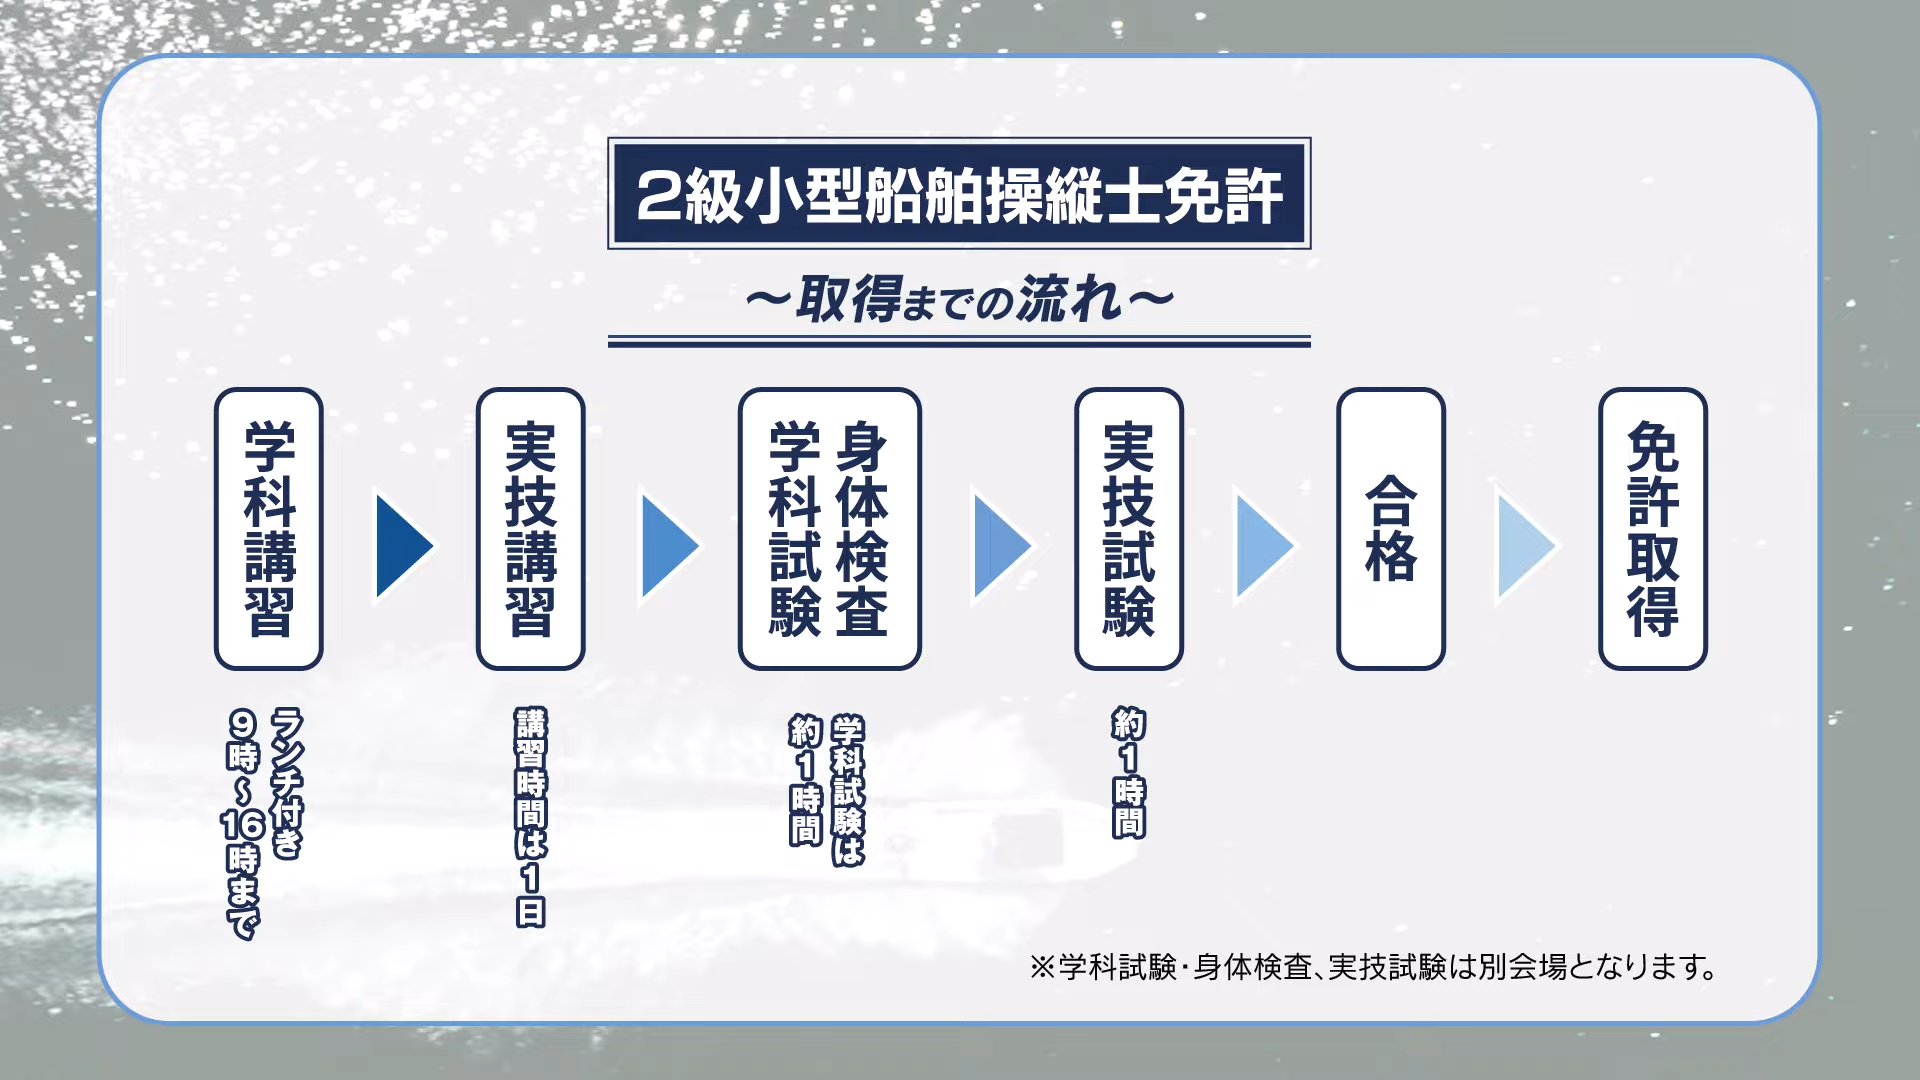 2級小型船舶操縦士免許
～取得までの流れ～
学科講習
実技講習
身体検査
学科試験
実技試験
合格
免許取得
ランチ付き
9時～16時まで
講習時間は1日
学科試験は
約1時間
約1時間
※学科試験・身体検査、実技試験は別会場となります。